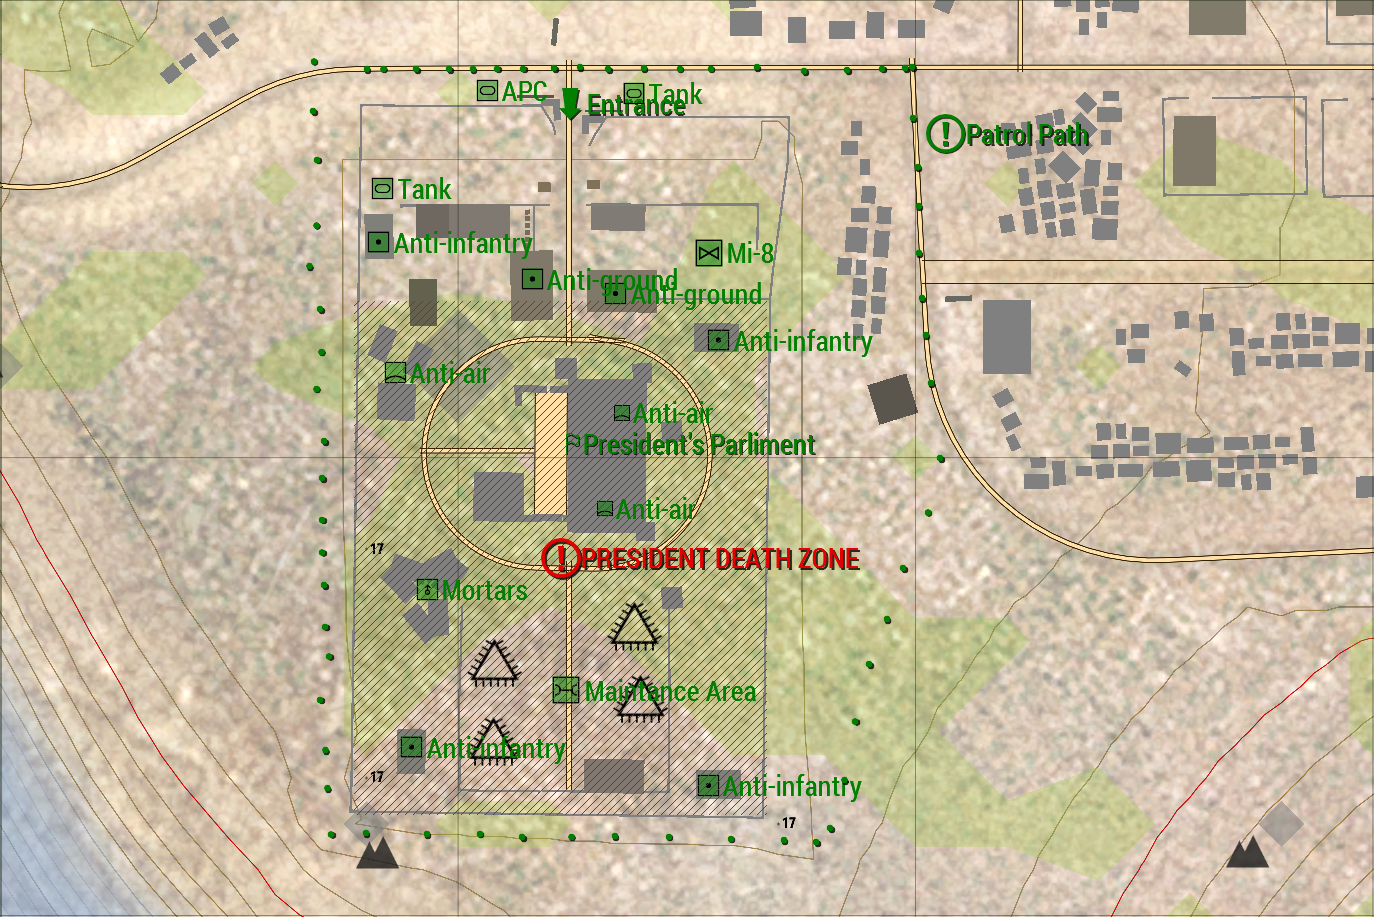 APC
Tank
Entrance
Patrol Path
Tank
Anti-infantry
Mi-8
Anti-ground
Anti-ground
Anti-infantry
Anti-air
Anti-air
President's Parliment
Anti-air
17
PRESIDENT DEATH ZONE
Mortars
Maintance Area
Anti-infantry
17
Anti-infantry
17